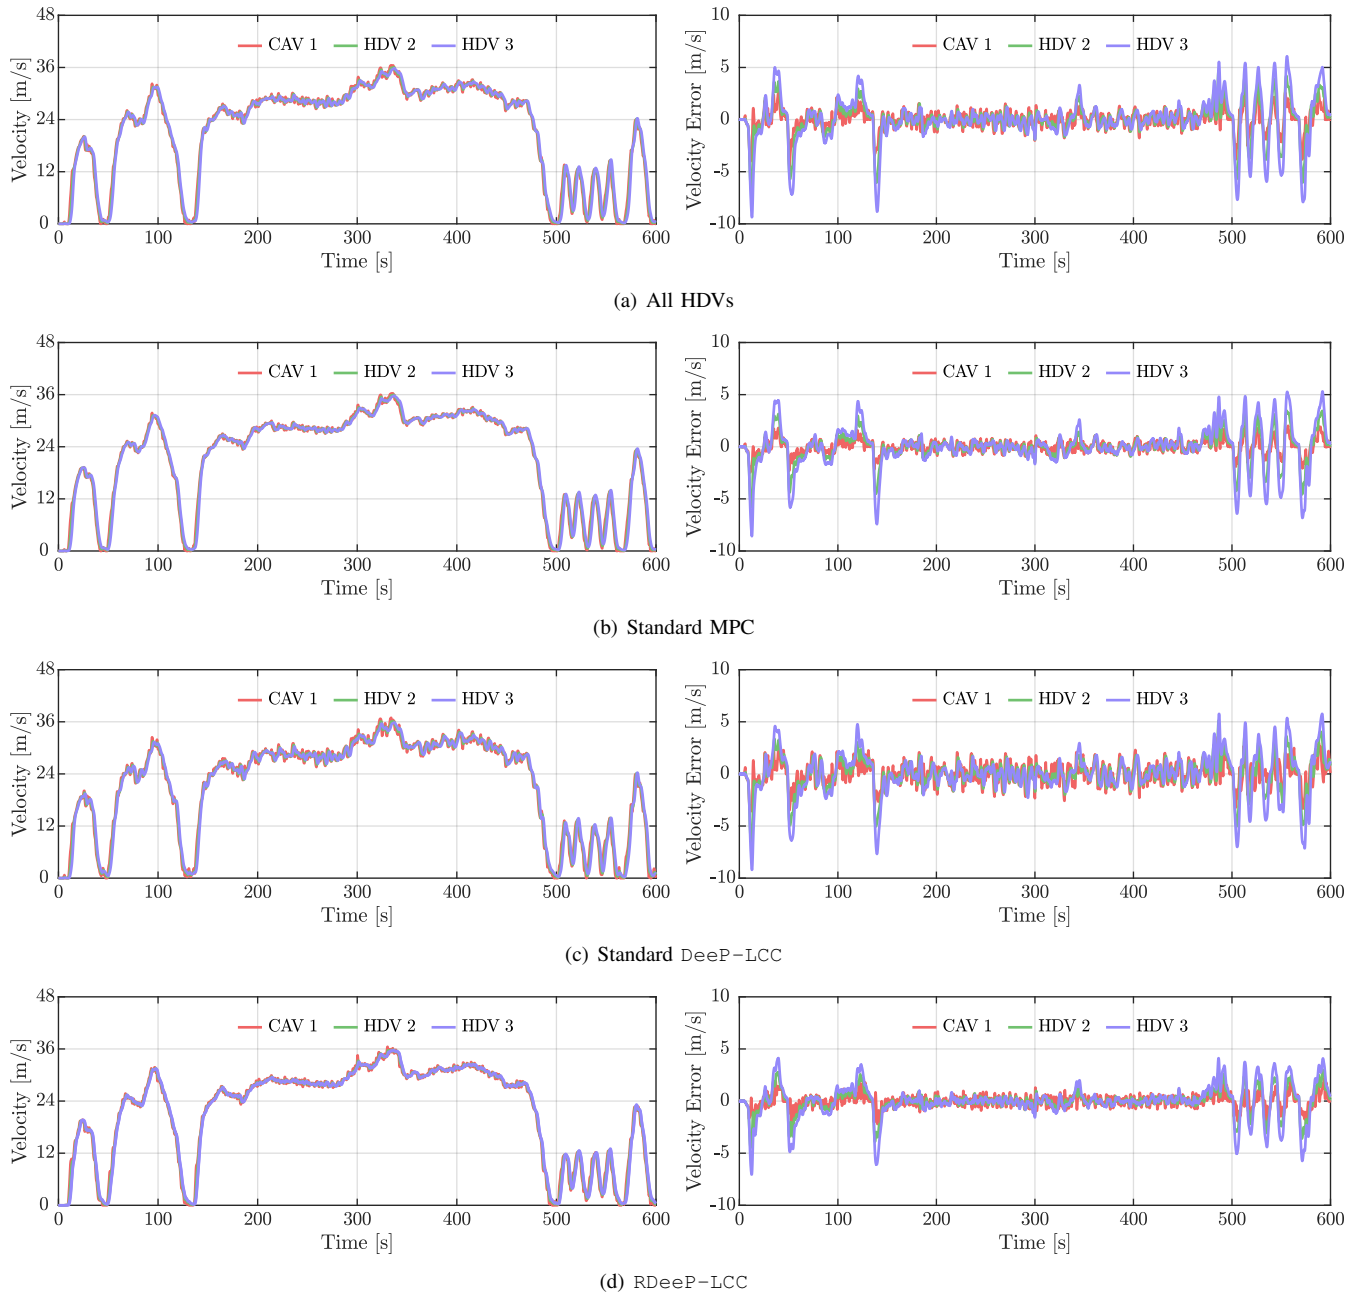 48
36
24
12
0
Velocity [m/s]
CAV 1 HDV 2 HDV 3
0 100 200 300 400 500 600
Time [s]
10
5
0
-5
-10
Velocity Error [m/s]
CAV 1 HDV 2 HDV 3
0 100 200 300 400 500 600
Time [s]
(a) All HDVs
48
36
24
12
0
Velocity [m/s]
CAV 1 HDV 2 HDV 3
0 100 200 300 400 500 600
Time [s]
10
5
0
-5
-10
Velocity Error [m/s]
CAV 1 HDV 2 HDV 3
0 100 200 300 400 500 600
Time [s]
(b) Standard MPC
48
36
24
12
0
Velocity [m/s]
CAV 1 HDV 2 HDV 3
0 100 200 300 400 500 600
Time [s]
10
5
0
-5
-10
Velocity Error [m/s]
CAV 1 HDV 2 HDV 3
0 100 200 300 400 500 600
Time [s]
(c) Standard DeeP-LCC
48
36
24
12
0
Velocity [m/s]
CAV 1 HDV 2 HDV 3
0 100 200 300 400 500 600
Time [s]
10
5
0
-5
-10
Velocity Error [m/s]
CAV 1 HDV 2 HDV 3
0 100 200 300 400 500 600
Time [s]
(d) RDeeP-LCC